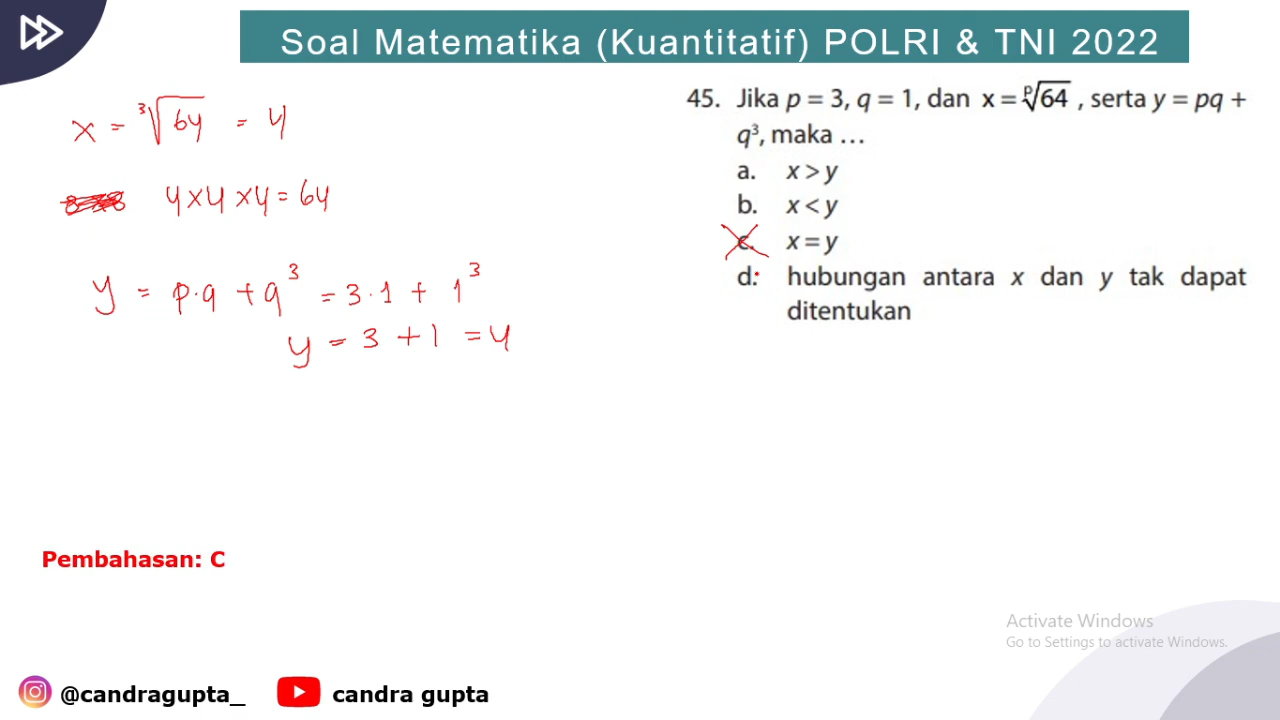 Soal Matematika (Kuantitatif) POLRI & TNI 2022
x = ³√64 = 4
4×4×4=64
y = p.q + q³ = 3.1 + 1³
y = 3 + 1 = 4
45. Jika p = 3, q = 1, dan x = ᵖ√64 , serta y = pq +
q³, maka …
a. x > y
b. x < y
c. x = y
d. hubungan antara x dan y tak dapat
ditentukan
Pembahasan: C
Activate Windows
Go to Settings to activate Windows.
@candragupta_ candra gupta